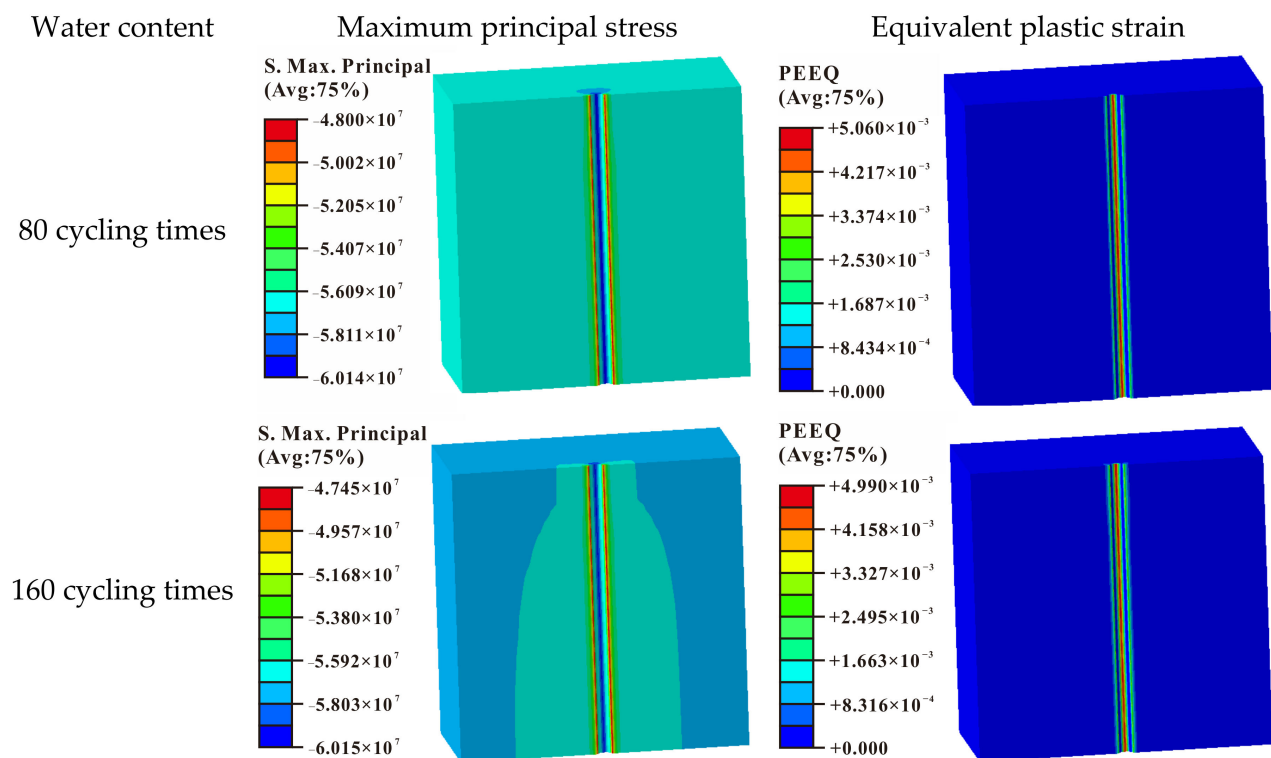 Water content Maximum principal stress Equivalent plastic strain
S. Max. Principal
(Avg:75%)
−4.800×10⁷
−5.002×10⁷
−5.205×10⁷
−5.407×10⁷
−5.609×10⁷
−5.811×10⁷
−6.014×10⁷
PEEQ
(Avg:75%)
+5.060×10⁻³
+4.217×10⁻³
+3.374×10⁻³
+2.530×10⁻³
+1.687×10⁻³
+8.434×10⁻⁴
+0.000
80 cycling times
S. Max. Principal
(Avg:75%)
−4.745×10⁷
−4.957×10⁷
−5.168×10⁷
−5.380×10⁷
−5.592×10⁷
−5.803×10⁷
−6.015×10⁷
PEEQ
(Avg:75%)
+4.990×10⁻³
+4.158×10⁻³
+3.327×10⁻³
+2.495×10⁻³
+1.663×10⁻³
+8.316×10⁻⁴
+0.000
160 cycling times